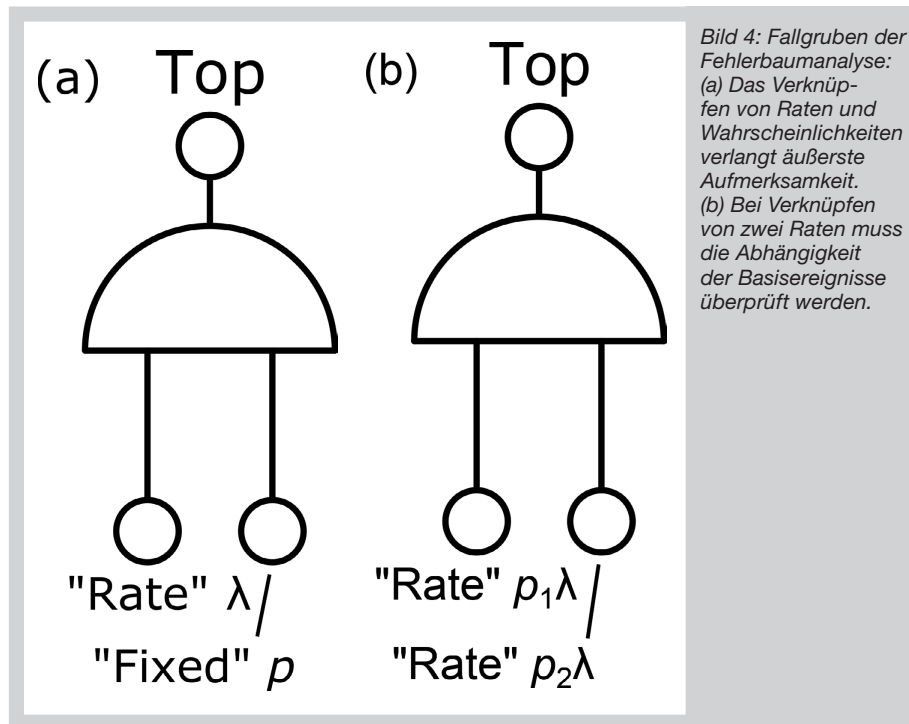 (a) Top
"Rate" λ
"Fixed" p
(b) Top
"Rate" p₁λ
"Rate" p₂λ
Bild 4: Fallgruben der
Fehlerbaumanalyse:
(a) Das Verknüp-
fen von Raten und
Wahrscheinlichkeiten
verlangt äußerste
Aufmerksamkeit.
(b) Bei Verknüpfen
von zwei Raten muss
die Abhängigkeit
der Basisereignisse
überprüft werden.